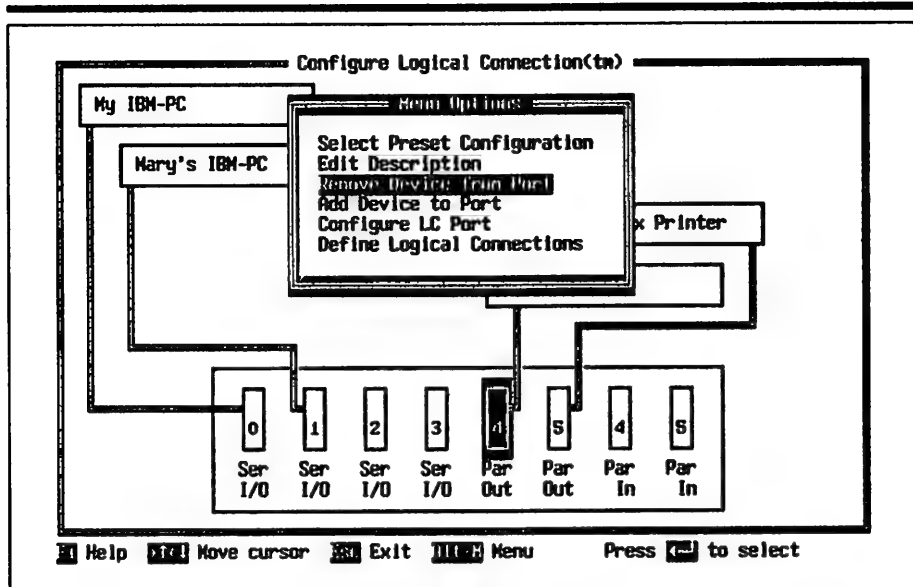 Configure Logical Connection(tm)
My IBM-PC
Menu Options
Select Preset Configuration
Edit Description
Remove Device from Port
Add Device to Port
Configure LC Port
Define Logical Connections
Mary's IBM-PC
x Printer
0 1 2 3 4 5 4 5
Ser Ser Ser Ser Par Par Par Par
I/O I/O I/O I/O Out Out In In
Help Move cursor Exit Menu Press to select